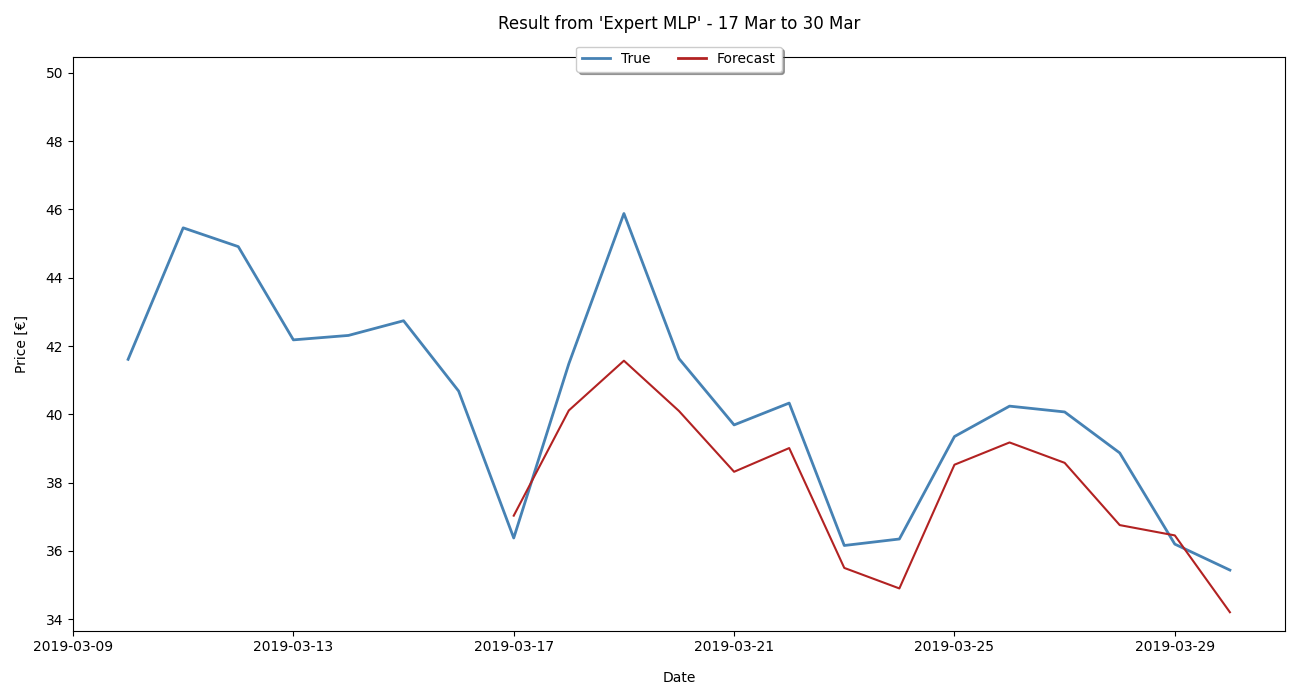 Result from 'Expert MLP' - 17 Mar to 30 Mar
True Forecast
50
48
46
44
42
40
38
36
34
Price [€]
2019-03-09 2019-03-13 2019-03-17 2019-03-21 2019-03-25 2019-03-29
Date